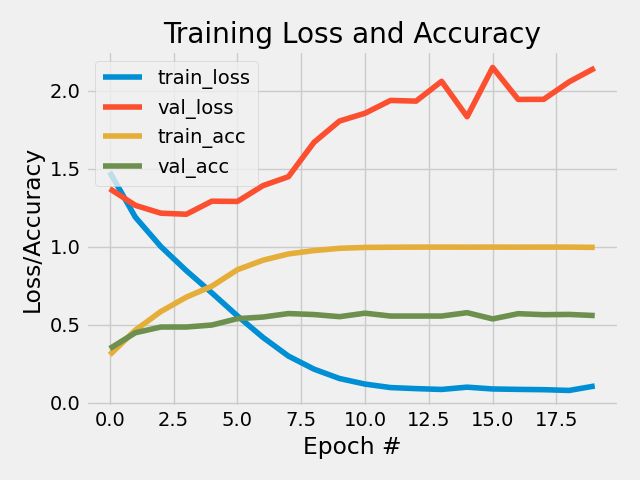 Training Loss and Accuracy
train_loss
val_loss
train_acc
val_acc
Loss/Accuracy
2.0
1.5
1.0
0.5
0.0
0.0 2.5 5.0 7.5 10.0 12.5 15.0 17.5
Epoch #